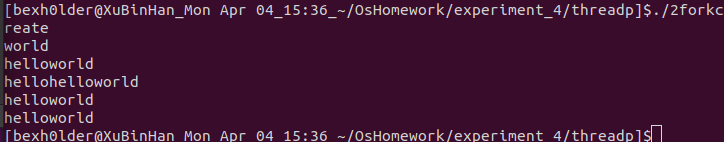 [bexh0lder@XuBinHan_Mon Apr 04_15:36_~/OsHomework/experiment_4/threadp]$./2forkc
reate
world
helloworld
hellohelloworld
helloworld
helloworld
[bexh0lder@XuBinHan_Mon Apr 04_15:36_~/OsHomework/experiment_4/threadp]$